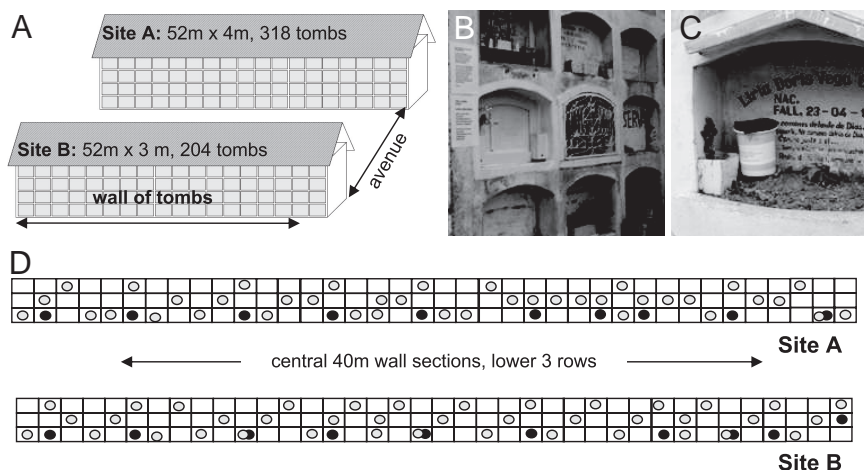 A
Site A: 52m x 4m, 318 tombs
Site B: 52m x 3 m, 204 tombs
wall of tombs
avenue
B
C
NAC.
FALL, 23-04-1
D
Site A
central 40m wall sections, lower 3 rows
Site B